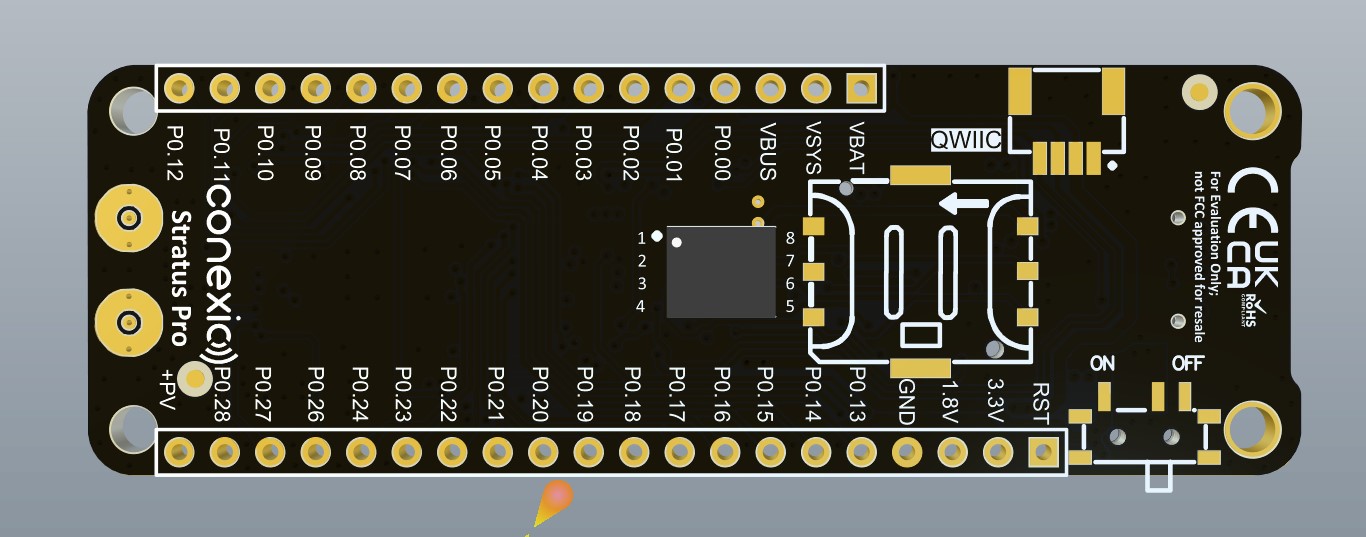 P0.12
P0.11
P0.10
P0.09
P0.08
P0.07
P0.06
P0.05
P0.04
P0.03
P0.02
P0.01
P0.00
VBUS
VSYS
VBAT
QWIIC
conexio
Stratus Pro
1
2
3
4
8
7
6
5
For Evaluation Only;
not FCC approved for resale
CE
UK
CA
RoHS
COMPLIANT
ON
OFF
+PV
P0.28
P0.27
P0.26
P0.24
P0.23
P0.22
P0.21
P0.20
P0.19
P0.18
P0.17
P0.16
P0.15
P0.14
P0.13
GND
1.8V
3.3V
RST